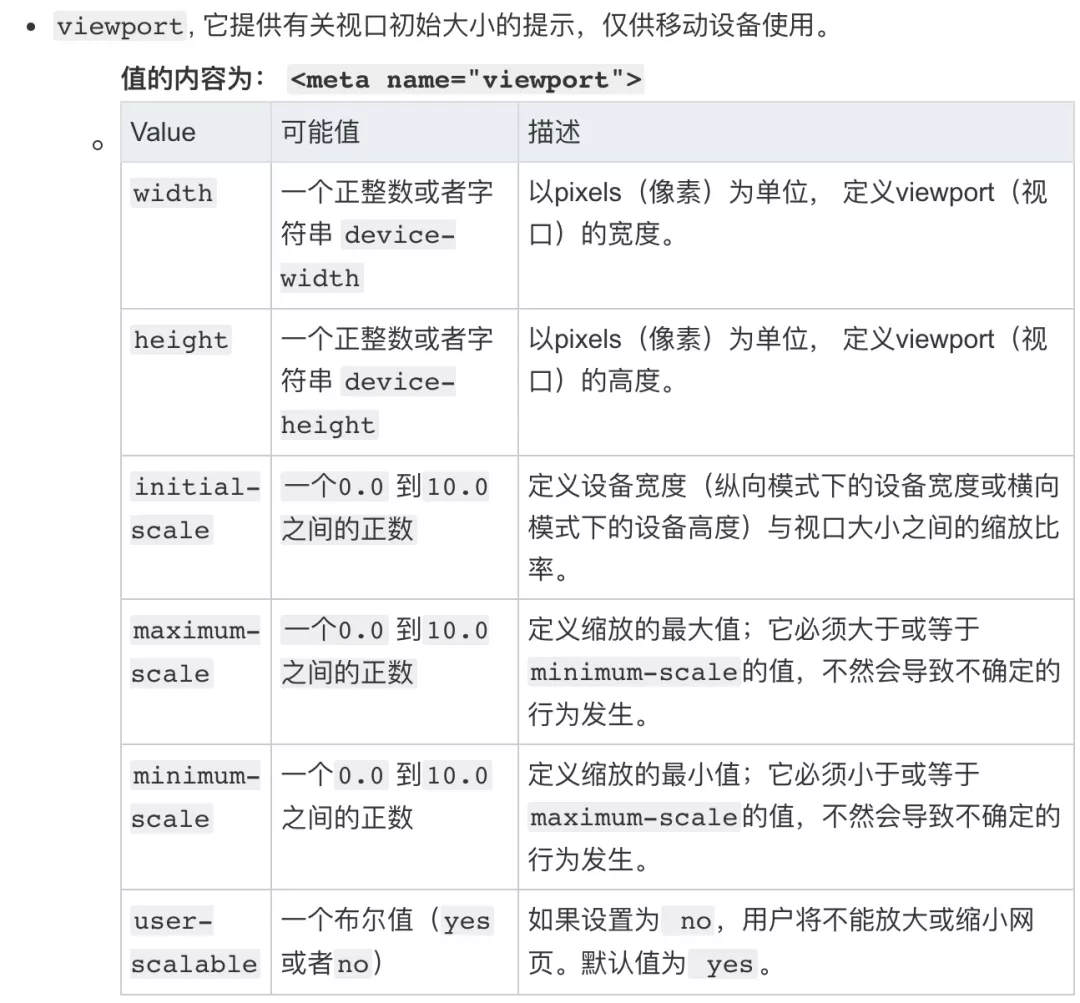 • viewport, 它提供有关视口初始大小的提示，仅供移动设备使用。
值的内容为： <meta name="viewport">
Value 可能值 描述
width 一个正整数或者字 以pixels（像素）为单位， 定义viewport（视
符串 device- 口）的宽度。
width
height 一个正整数或者字 以pixels（像素）为单位， 定义viewport（视
符串 device- 口）的高度。
height
initial- 一个0.0 到10.0 定义设备宽度（纵向模式下的设备宽度或横向
scale 之间的正数 模式下的设备高度）与视口大小之间的缩放比
率。
maximum- 一个0.0 到10.0 定义缩放的最大值；它必须大于或等于
scale 之间的正数 minimum-scale的值，不然会导致不确定的
行为发生。
minimum- 一个0.0 到10.0 定义缩放的最小值；它必须小于或等于
scale 之间的正数 maximum-scale的值，不然会导致不确定的
行为发生。
user- 一个布尔值（yes 如果设置为 no，用户将不能放大或缩小网
scalable 或者no） 页。默认值为 yes。